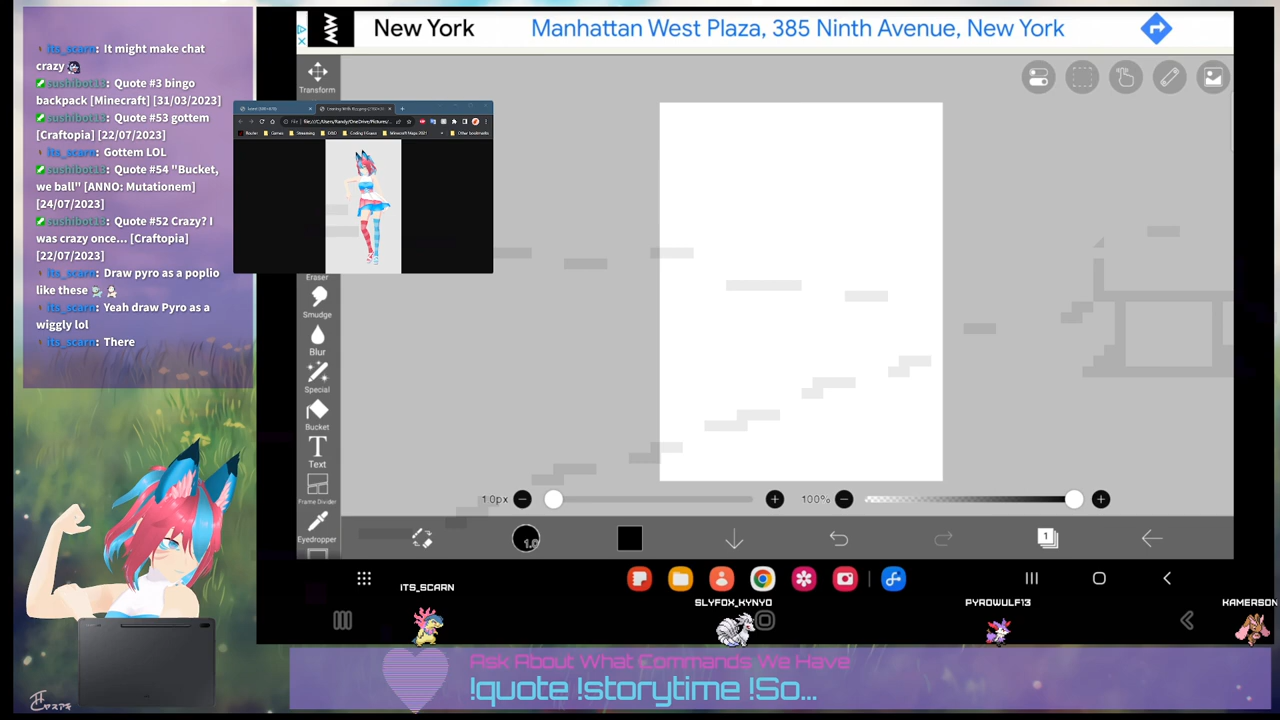 its_scarn: It might make chat
crazy
sushibot13: Quote #3 bingo
backpack [Minecraft] [31/03/2023]
sushibot13: Quote #53 gottem
[Craftopia] [22/07/2023]
its_scarn: Gottem LOL
sushibot13: Quote #54 "Bucket,
we ball" [ANNO: Mutationem]
[24/07/2023]
sushibot13: Quote #52 Crazy? I
was crazy once... [Craftopia]
[22/07/2023]
its_scarn: Draw pyro as a poplio
like these
its_scarn: Yeah draw Pyro as a
wiggly lol
its_scarn: There
New York
Manhattan West Plaza, 385 Ninth Avenue, New York
Transform
Eraser
Smudge
Blur
Special
Bucket
T
Text
Frame Divider
Eyedropper
10px
100%
1.0
1
ITS_SCARN
SLYFOX_KYNYO
PYROWULF13
KAMERSON
Ask About What Commands We Have
!quote !storytime !So...